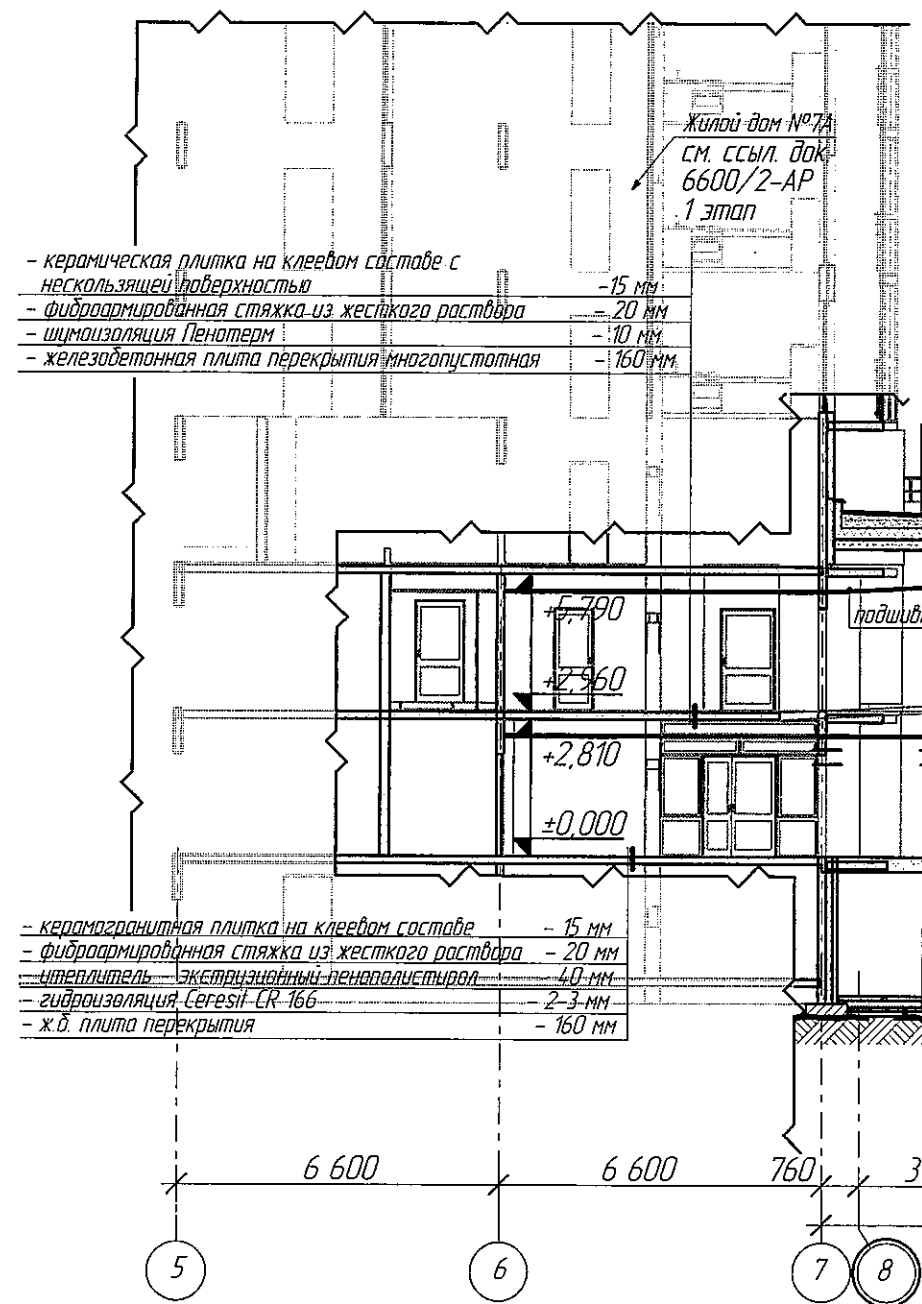 Жилой дом №7А
см. ссыл. док
6600/2-АР
1 этап
- керамическая плитка на клеевом составе с
нескользящей поверхностью -15 мм
- фиброармированная стяжка из жесткого раствора - 20 мм
- шумоизоляция Пенотерм - 10 мм
- железобетонная плита перекрытия многопустотная - 160 мм
+5,790
подшивн
+2,960
+2,810
±0,000
- керамогранитная плитка на клеевом составе - 15 мм
- фиброармированная стяжка из жесткого раствора - 20 мм
- утеплитель - экструзионный пенополистирол - 40 мм
- гидроизоляция Ceresit CR 166 - 2-3 мм
- ж.б. плита перекрытия - 160 мм
6 600 6 600 760 3
5 6 7 8